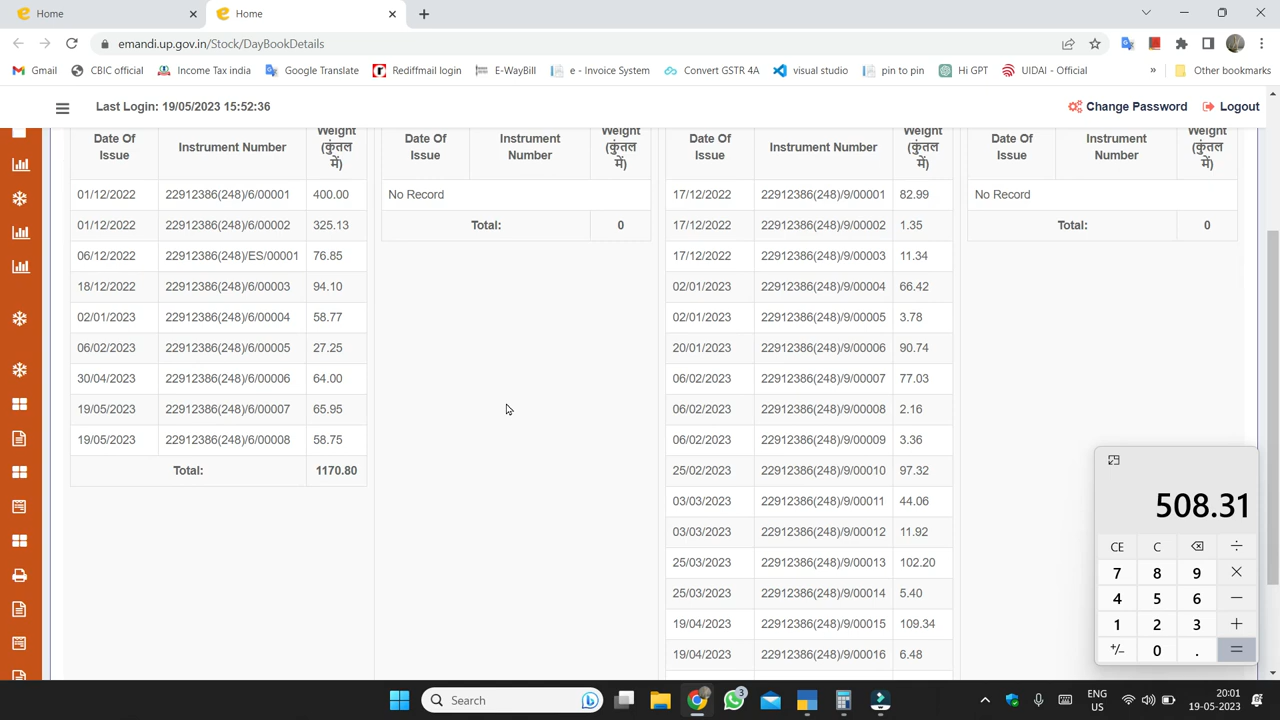 Home
Home
emandi.up.gov.in/Stock/DayBookDetails
Gmail CBIC official Income Tax india Google Translate Rediffmail login E-WayBill e - Invoice System Convert GSTR 4A visual studio pin to pin Hi GPT UIDAI - Official » Other bookmarks
Last Login: 19/05/2023 15:52:36 Change Password Logout
Date Of Issue Instrument Number Weight (कुंतल में)
01/12/2022 22912386(248)/6/00001 400.00
01/12/2022 22912386(248)/6/00002 325.13
06/12/2022 22912386(248)/ES/00001 76.85
18/12/2022 22912386(248)/6/00003 94.10
02/01/2023 22912386(248)/6/00004 58.77
06/02/2023 22912386(248)/6/00005 27.25
30/04/2023 22912386(248)/6/00006 64.00
19/05/2023 22912386(248)/6/00007 65.95
19/05/2023 22912386(248)/6/00008 58.75
Total: 1170.80
Date Of Issue Instrument Number Weight (कुंतल में)
No Record
Total: 0
Date Of Issue Instrument Number Weight (कुंतल में)
17/12/2022 22912386(248)/9/00001 82.99
17/12/2022 22912386(248)/9/00002 1.35
17/12/2022 22912386(248)/9/00003 11.34
02/01/2023 22912386(248)/9/00004 66.42
02/01/2023 22912386(248)/9/00005 3.78
20/01/2023 22912386(248)/9/00006 90.74
06/02/2023 22912386(248)/9/00007 77.03
06/02/2023 22912386(248)/9/00008 2.16
06/02/2023 22912386(248)/9/00009 3.36
25/02/2023 22912386(248)/9/00010 97.32
03/03/2023 22912386(248)/9/00011 44.06
03/03/2023 22912386(248)/9/00012 11.92
25/03/2023 22912386(248)/9/00013 102.20
25/03/2023 22912386(248)/9/00014 5.40
19/04/2023 22912386(248)/9/00015 109.34
19/04/2023 22912386(248)/9/00016 6.48
Date Of Issue Instrument Number Weight (कुंतल में)
No Record
Total: 0
508.31
CE C ÷
7 8 9 ×
4 5 6 −
1 2 3 +
+/− 0 . =
Search 3 ENG US 20:01 19-05-2023